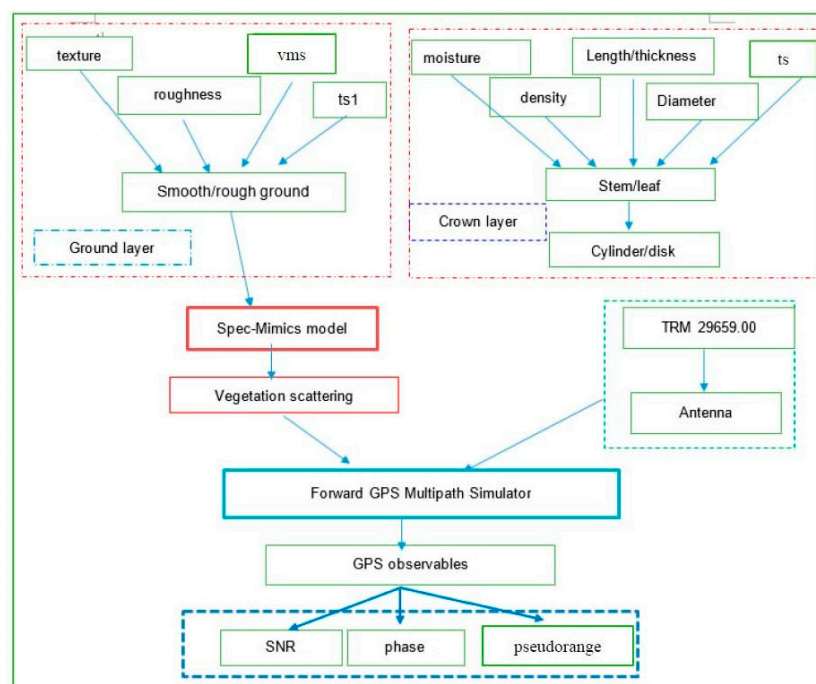 texture
vms
roughness
ts1
Smooth/rough ground
Ground layer
moisture
Length/thickness
ts
density
Diameter
Stem/leaf
Crown layer
Cylinder/disk
Spec-Mimics model
Vegetation scattering
TRM 29659.00
Antenna
Forward GPS Multipath Simulator
GPS observables
SNR
phase
pseudorange